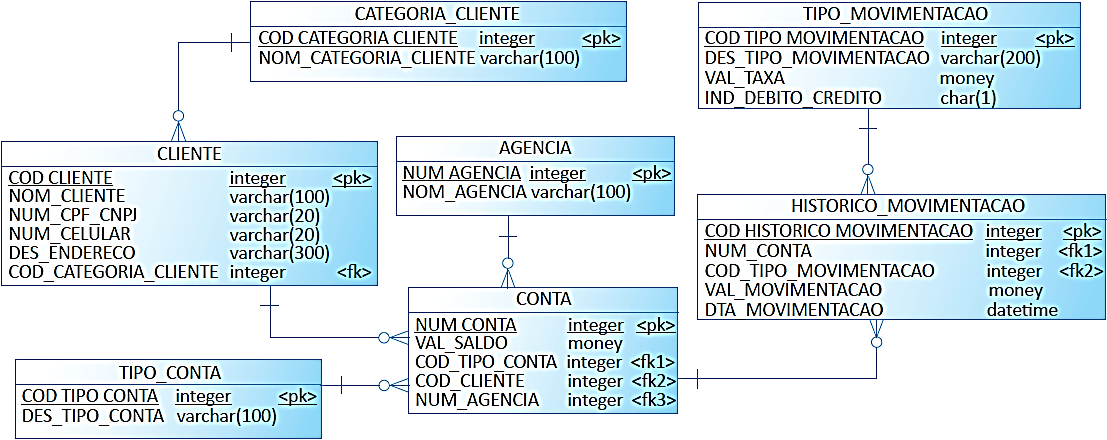 CATEGORIA_CLIENTE
COD CATEGORIA CLIENTE integer <pk>
NOM_CATEGORIA_CLIENTE varchar(100)
TIPO_MOVIMENTACAO
COD TIPO MOVIMENTACAO integer <pk>
DES_TIPO_MOVIMENTACAO varchar(200)
VAL_TAXA money
IND_DEBITO_CREDITO char(1)
CLIENTE
COD CLIENTE integer <pk>
NOM_CLIENTE varchar(100)
NUM_CPF_CNPJ varchar(20)
NUM_CELULAR varchar(20)
DES_ENDERECO varchar(300)
COD_CATEGORIA_CLIENTE integer <fk>
AGENCIA
NUM AGENCIA integer <pk>
NOM_AGENCIA varchar(100)
HISTORICO_MOVIMENTACAO
COD HISTORICO MOVIMENTACAO integer <pk>
NUM_CONTA integer <fk1>
COD_TIPO_MOVIMENTACAO integer <fk2>
VAL_MOVIMENTACAO money
DTA_MOVIMENTACAO datetime
CONTA
NUM CONTA integer <pk>
VAL_SALDO money
COD_TIPO_CONTA integer <fk1>
COD_CLIENTE integer <fk2>
NUM_AGENCIA integer <fk3>
TIPO_CONTA
COD TIPO CONTA integer <pk>
DES_TIPO_CONTA varchar(100)